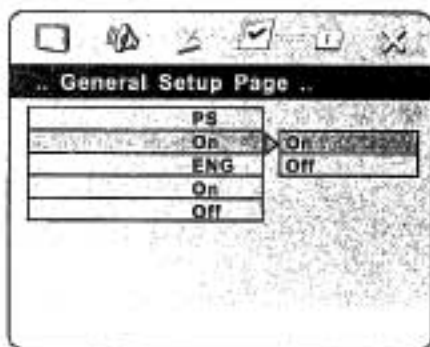 .. General Setup Page ..
PS
On On
ENG Off
On
Off